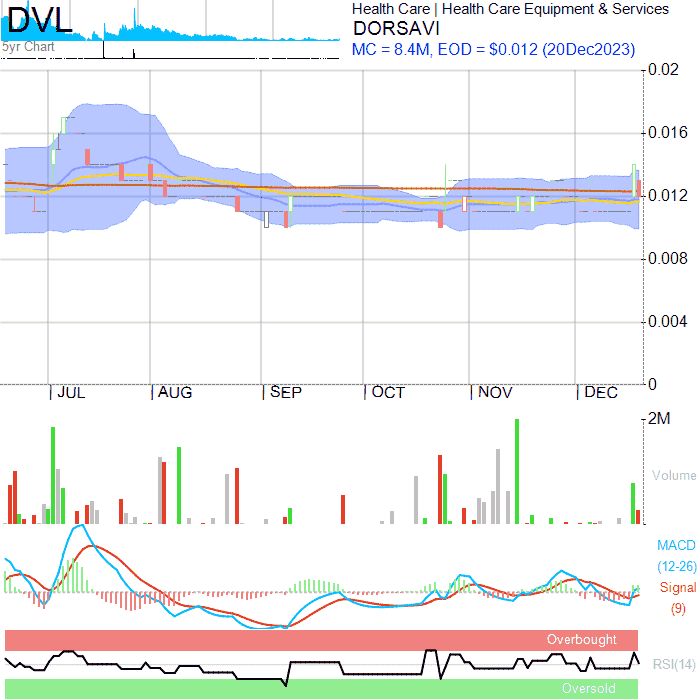 DVL
5yr Chart
Health Care | Health Care Equipment & Services
DORSAVI
MC = 8.4M, EOD = $0.012 (20Dec2023)
0.02
0.016
0.012
0.008
0.004
0
JUL
AUG
SEP
OCT
NOV
DEC
2M
Volume
MACD
(12-26)
Signal
(9)
Overbought
RSI(14)
Oversold